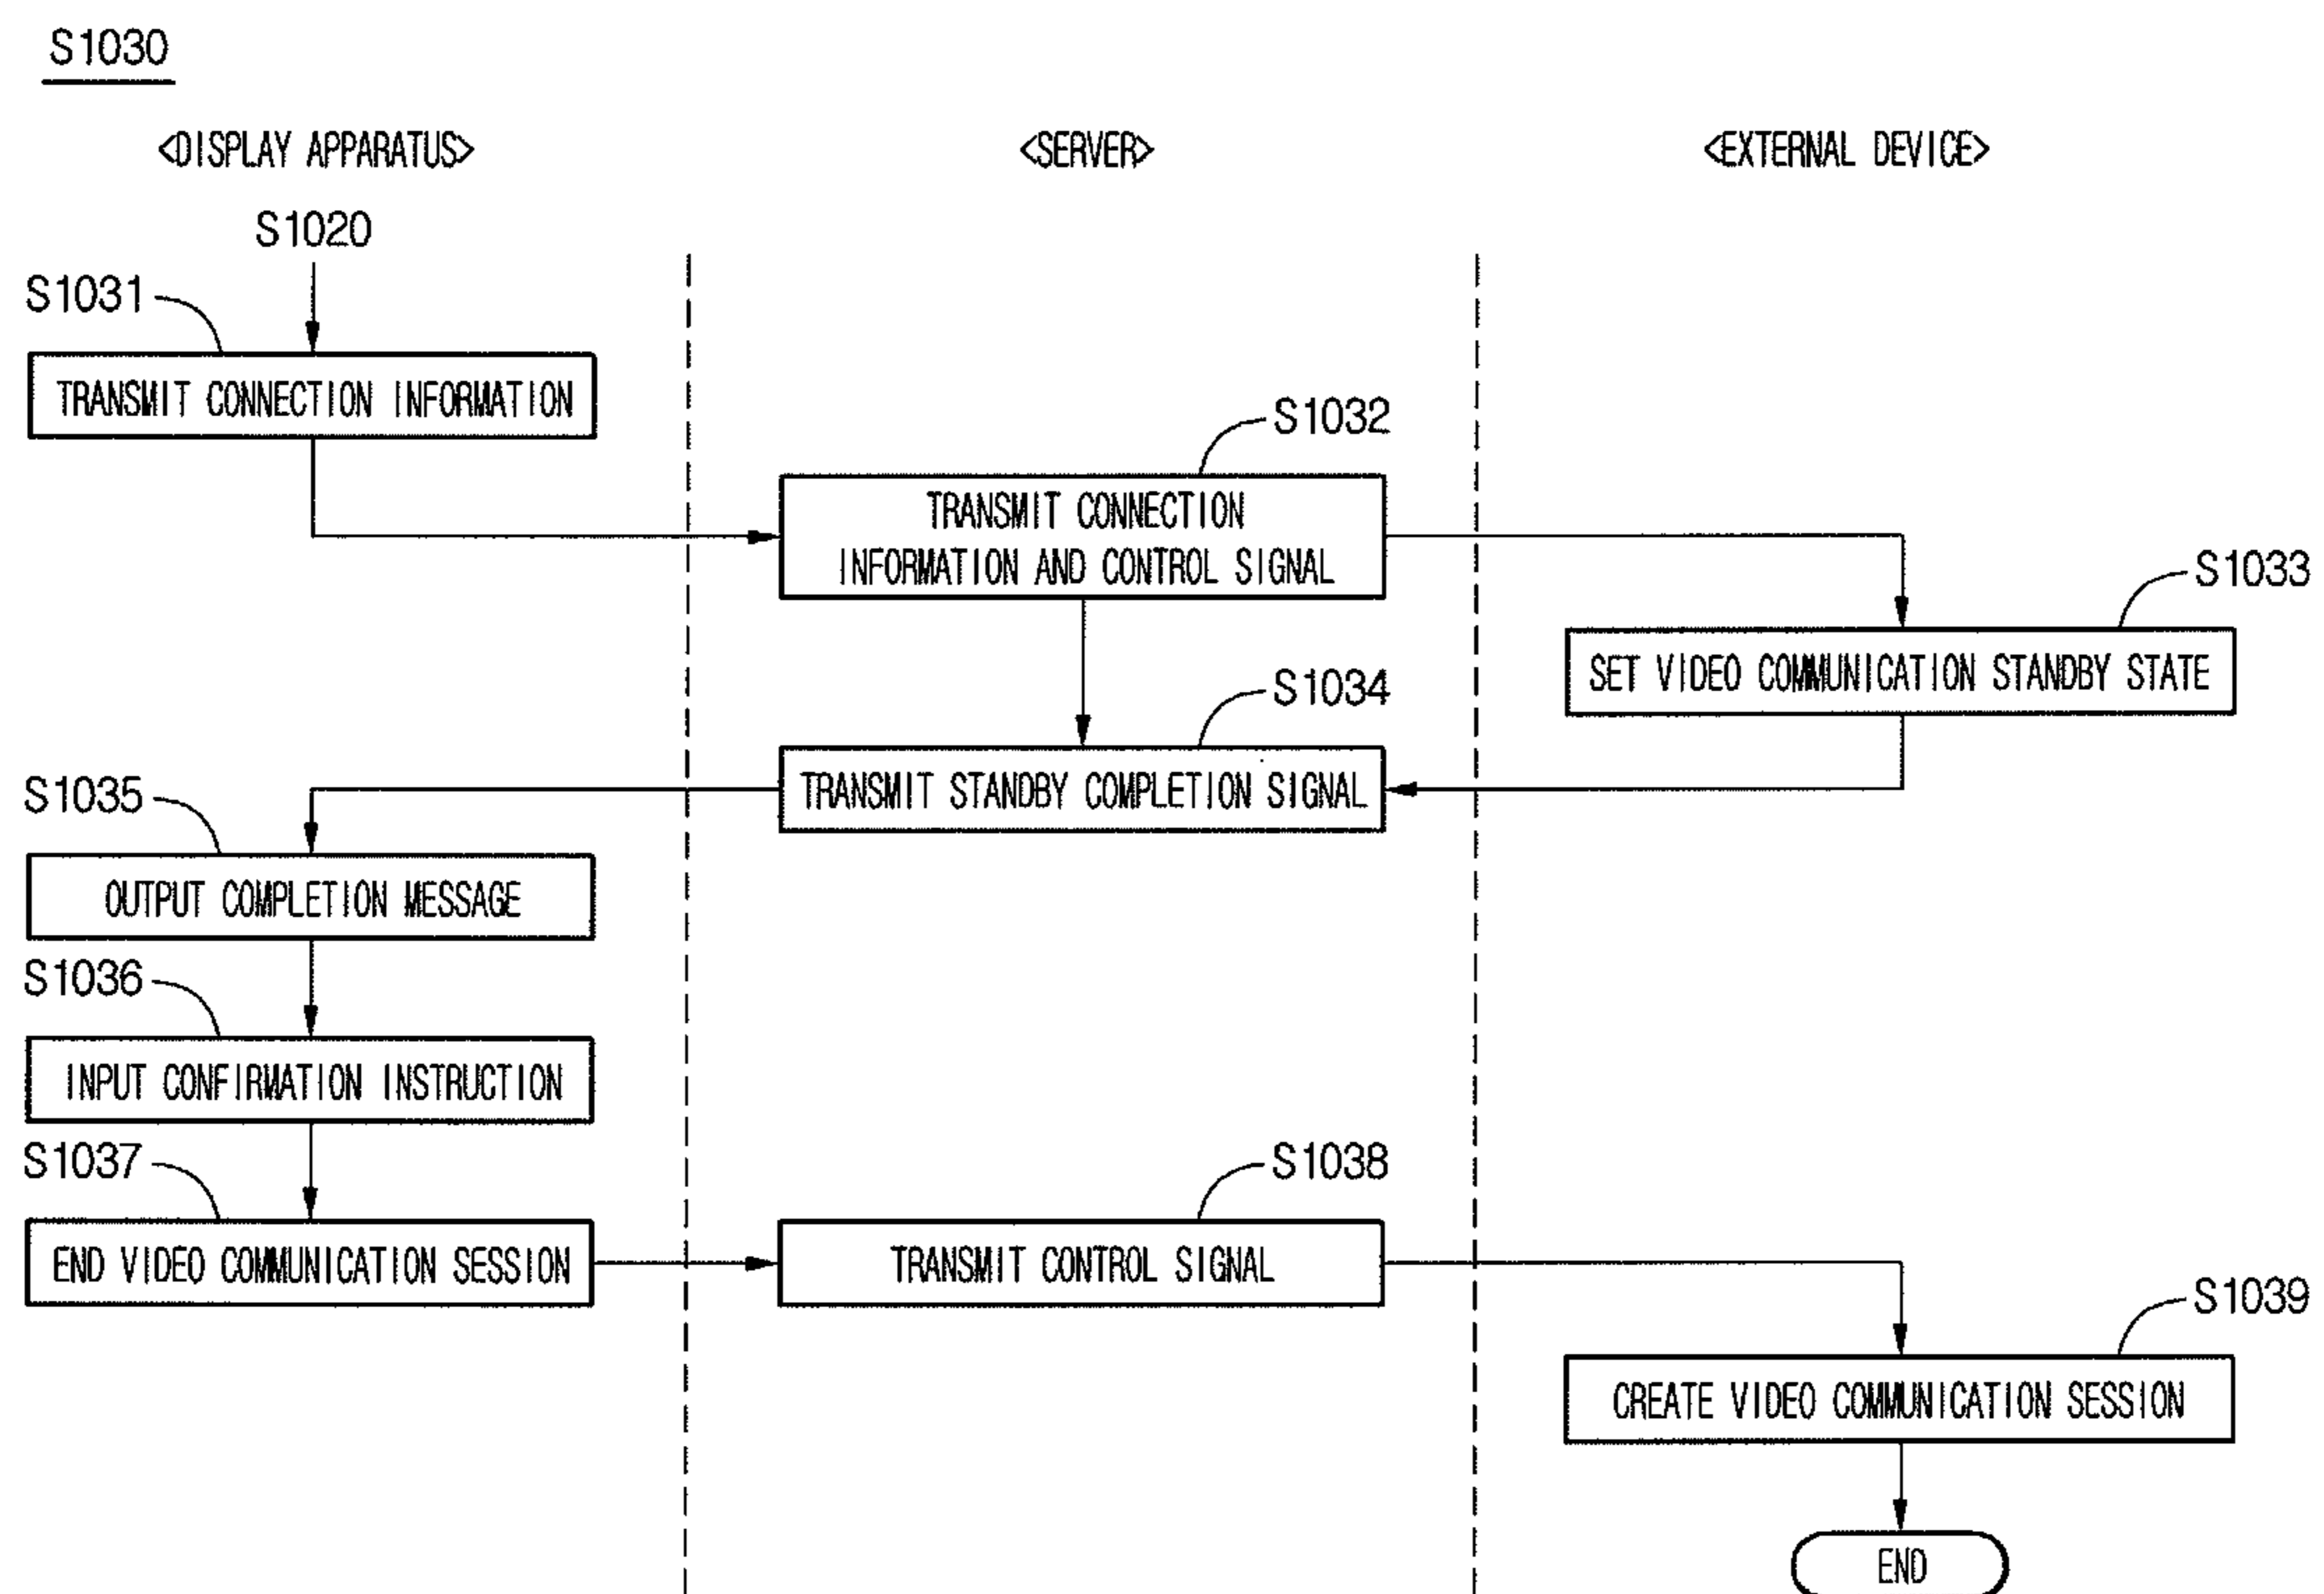 S1030
<DISPLAY APPARATUS>
<SERVER>
<EXTERNAL DEVICE>
S1020
S1031
TRANSMIT CONNECTION INFORMATION
S1032
TRANSMIT CONNECTION
INFORMATION AND CONTROL SIGNAL
S1033
SET VIDEO COMMUNICATION STANDBY STATE
S1034
TRANSMIT STANDBY COMPLETION SIGNAL
S1035
OUTPUT COMPLETION MESSAGE
S1036
INPUT CONFIRMATION INSTRUCTION
S1037
END VIDEO COMMUNICATION SESSION
S1038
TRANSMIT CONTROL SIGNAL
S1039
CREATE VIDEO COMMUNICATION SESSION
END